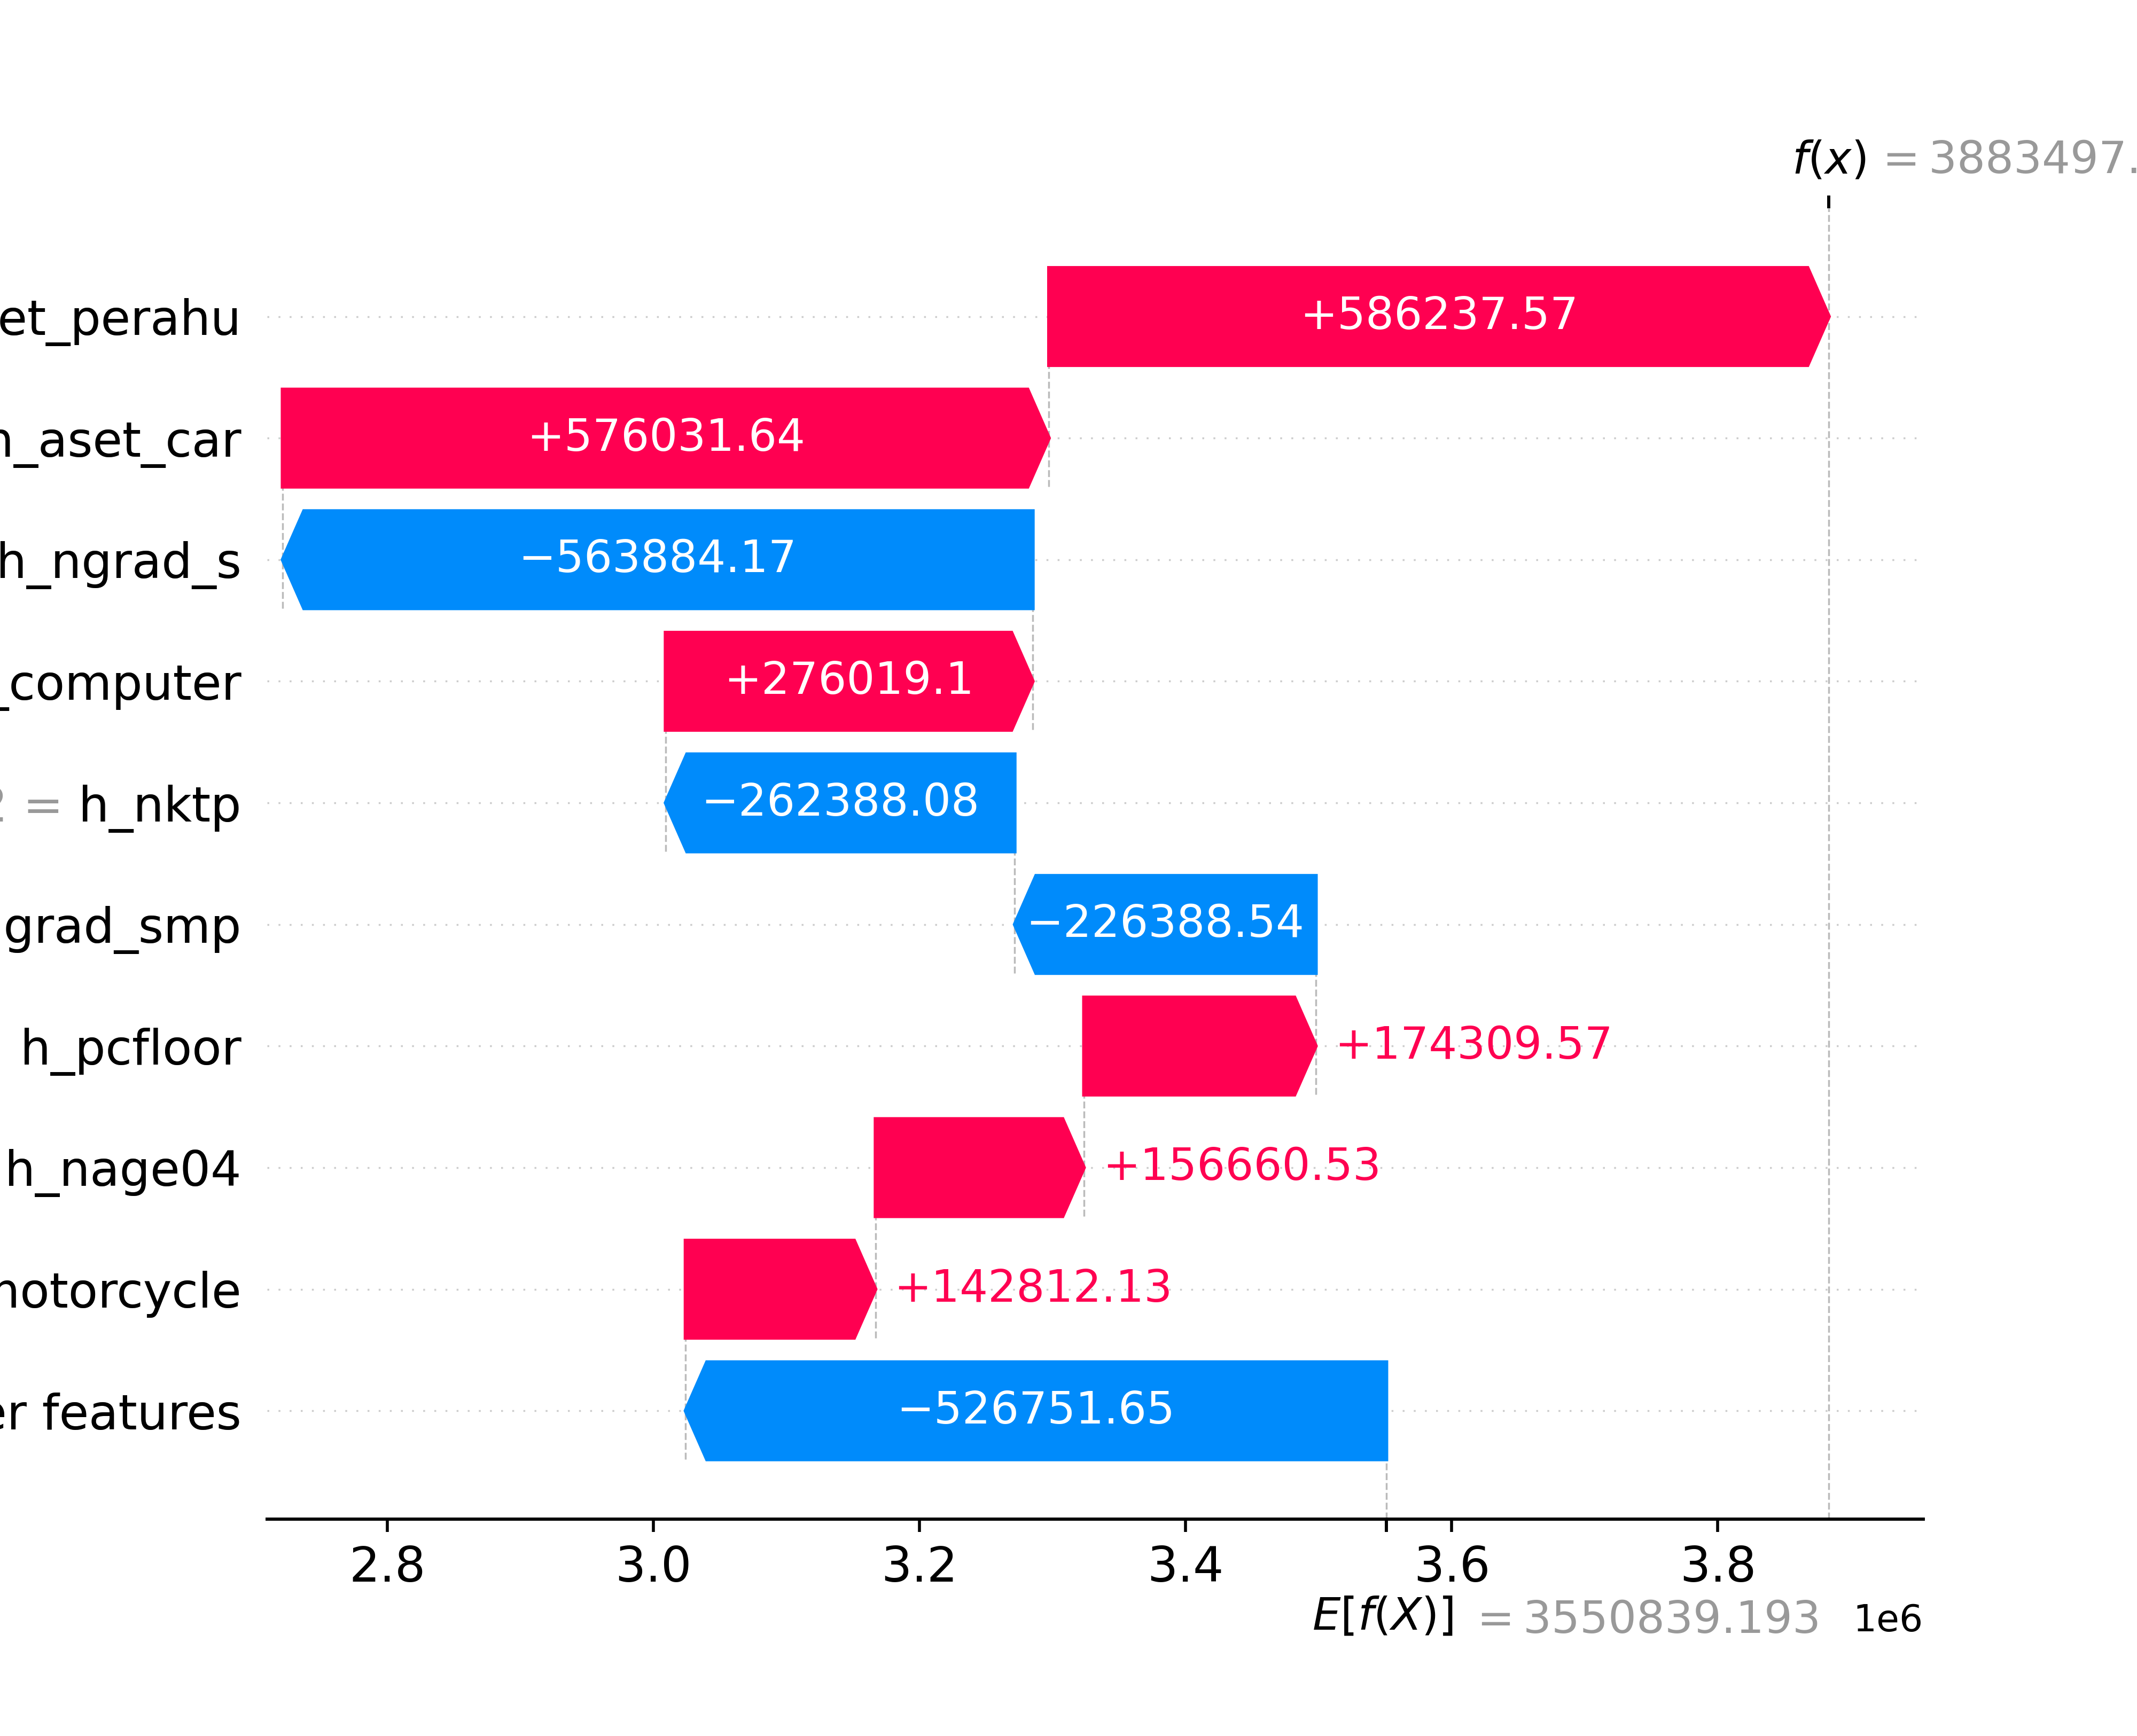 f(x) = 3883497.
et_perahu +586237.57
_aset_car +576031.64
h_ngrad_s −563884.17
_computer +276019.1
= h_nktp −262388.08
grad_smp −226388.54
h_pcfloor +174309.57
h_nage04 +156660.53
otorcycle +142812.13
er features −526751.65
2.8 3.0 3.2 3.4 3.6 3.8
E[f(X)] = 3550839.193 1e6